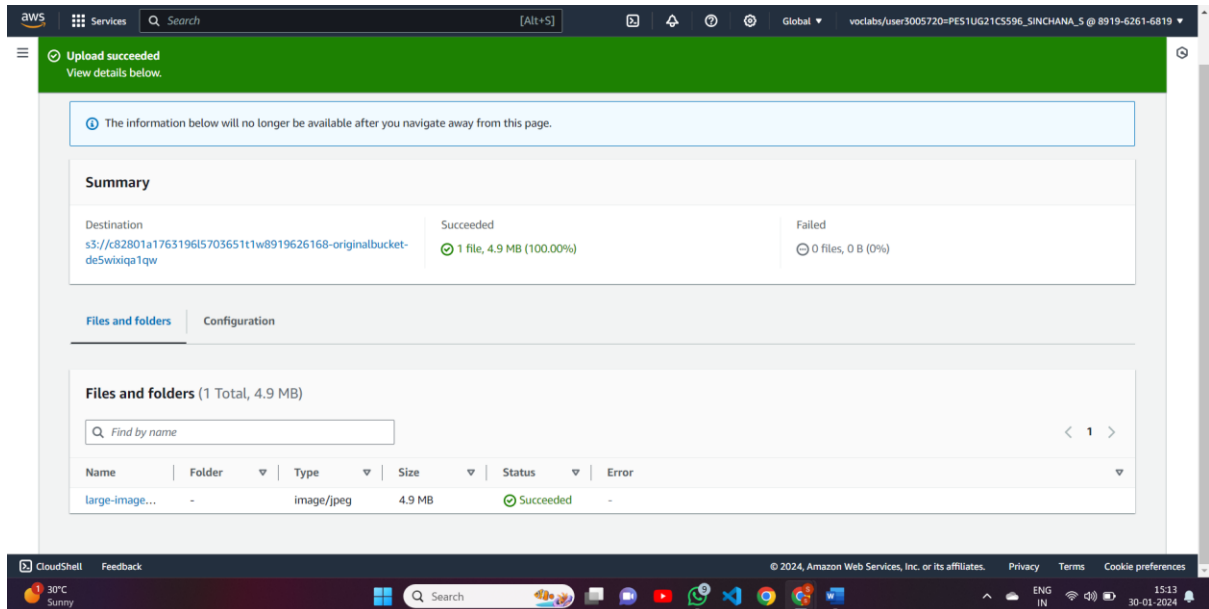 aws Services Search [Alt+S] Global voclabs/user3005720=PES1UG21CS596_SINCHANA_S @ 8919-6261-6819
Upload succeeded
View details below.
The information below will no longer be available after you navigate away from this page.
Summary
Destination Succeeded Failed
s3://c82801a1763196l5703651t1w8919626168-originalbucket- 1 file, 4.9 MB (100.00%) 0 files, 0 B (0%)
de5wixiqa1qw
Files and folders Configuration
Files and folders (1 Total, 4.9 MB)
Find by name 1
Name Folder Type Size Status Error
large-image... - image/jpeg 4.9 MB Succeeded -
CloudShell Feedback © 2024, Amazon Web Services, Inc. or its affiliates. Privacy Terms Cookie preferences
1 30°C Search 9 ENG 15:13
Sunny IN 30-01-2024